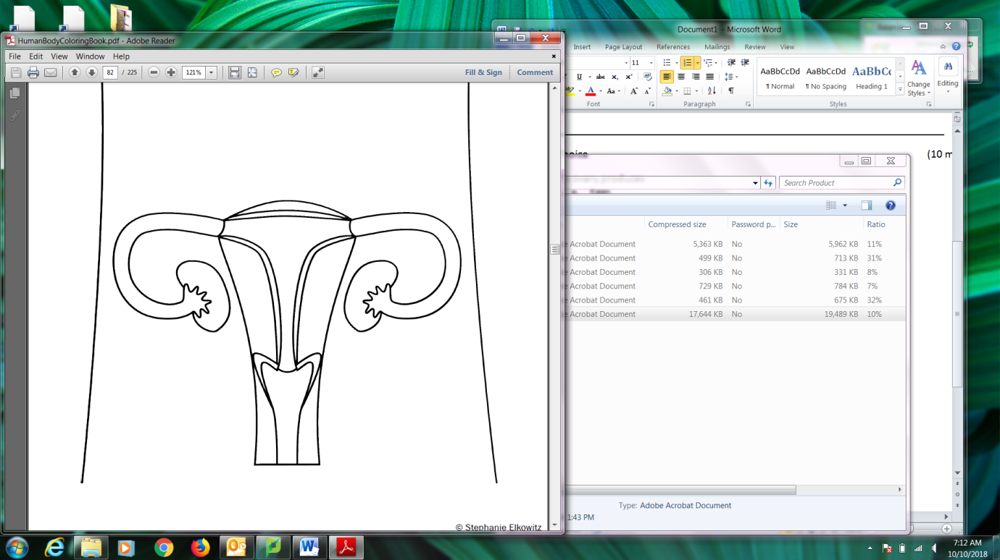 HumanBodyColoringBook.pdf - Adobe Reader
File Edit View Window Help
82 / 225 121% Fill & Sign Comment
© Stephanie Elkowitz
Document1 - Microsoft Word
Insert Page Layout References Mailings Review View
11
U abc x₂ x² Aa A A
AaBbCcDd AaBbCcDd AaBbCc
¶ Normal ¶ No Spacing Heading 1
Change Styles
Editing
Font Paragraph Styles
(10 m
Search Product
Compressed size Password p... Size Ratio
Acrobat Document 5,363 KB No 5,962 KB 11%
Acrobat Document 499 KB No 713 KB 31%
Acrobat Document 306 KB No 331 KB 8%
Acrobat Document 729 KB No 784 KB 7%
Acrobat Document 461 KB No 675 KB 32%
Acrobat Document 17,644 KB No 19,489 KB 10%
Type: Adobe Acrobat Document
1:43 PM
7:12 AM
10/10/2018